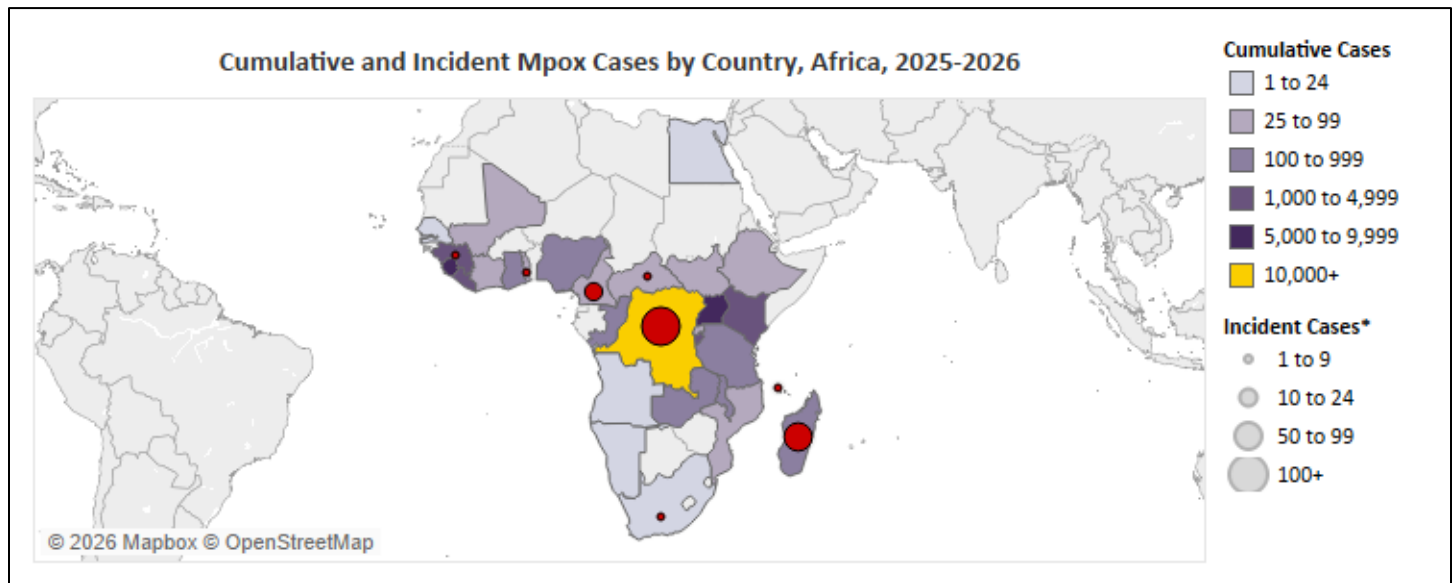 Cumulative and Incident Mpox Cases by Country, Africa, 2025-2026
Cumulative Cases
1 to 24
25 to 99
100 to 999
1,000 to 4,999
5,000 to 9,999
10,000+
Incident Cases*
1 to 9
10 to 24
50 to 99
100+
© 2026 Mapbox © OpenStreetMap